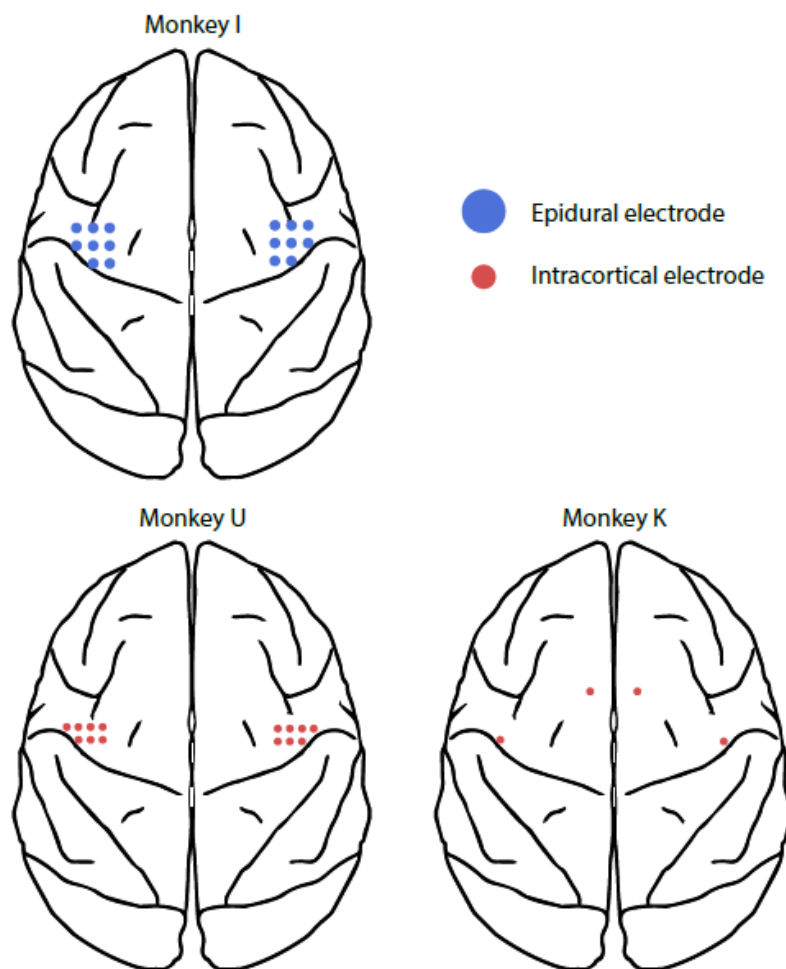 Monkey I
Epidural electrode
Intracortical electrode
Monkey U
Monkey K